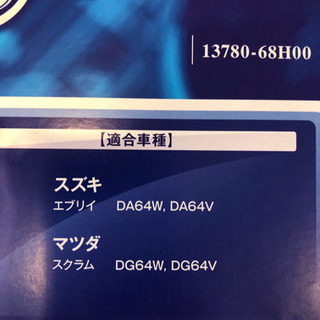 13780-68H00
【適合車種】
スズキ
エブリイ DA64W, DA64V
マツダ
スクラム DG64W, DG64V